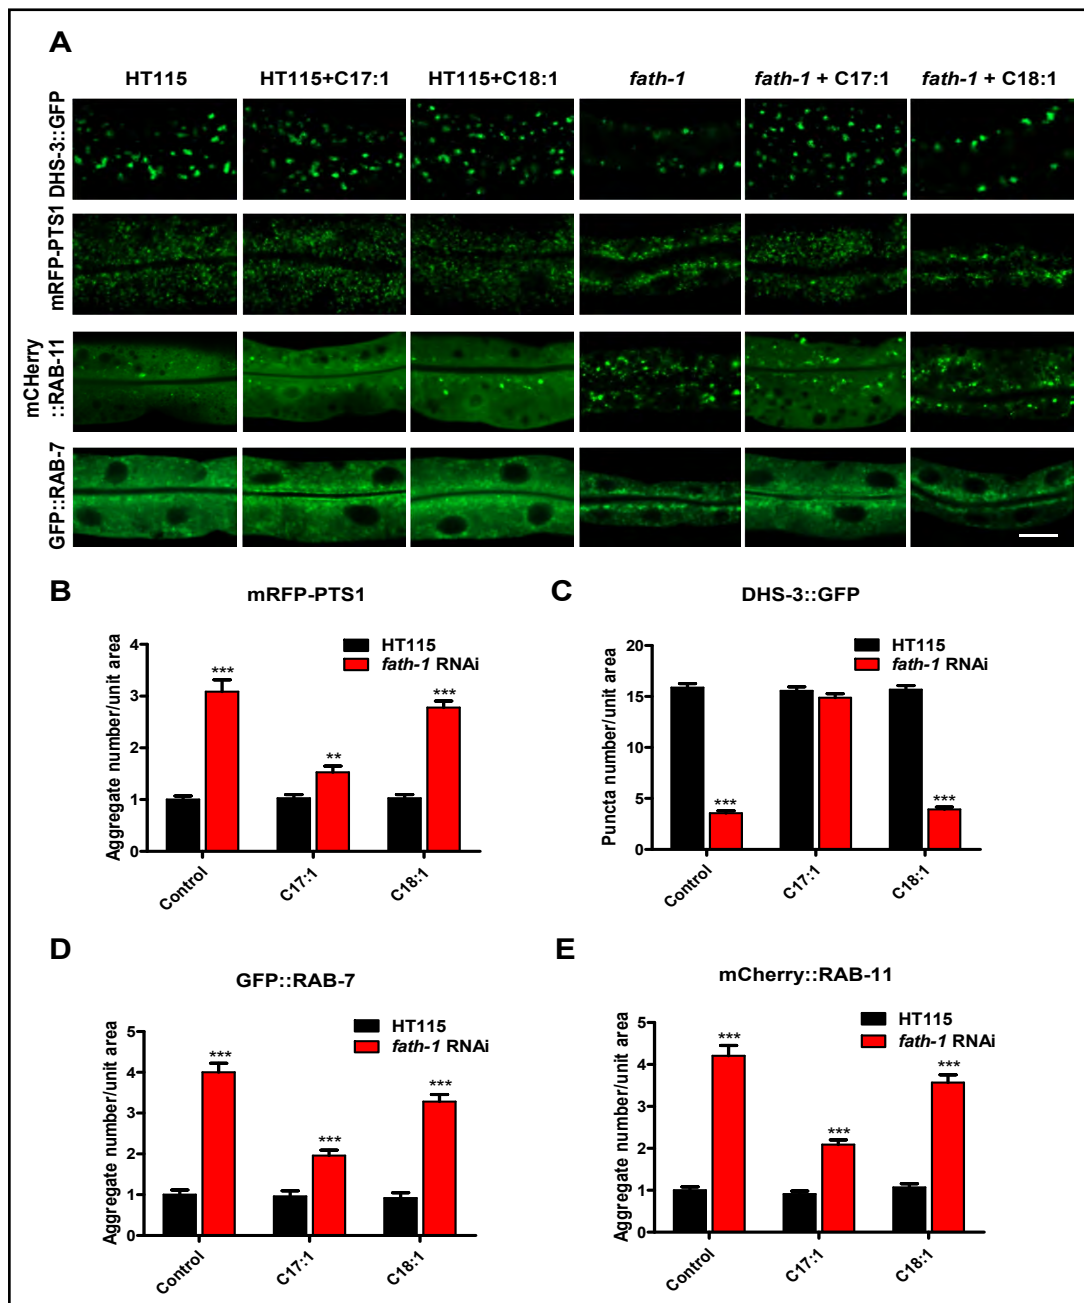 A
HT115 HT115+C17:1 HT115+C18:1 fath-1 fath-1 + C17:1 fath-1 + C18:1
DHS-3::GFP
mRFP-PTS1
mCHerry
::RAB-11
GFP::RAB-7
B
mRFP-PTS1
HT115
fath-1 RNAi
Aggregate number/unit area
4
3
2
1
0
***
**
***
Control
C17:1
C18:1
C
DHS-3::GFP
HT115
fath-1 RNAi
Puncta number/unit area
20
15
10
5
0
***
***
Control
C17:1
C18:1
D
GFP::RAB-7
HT115
fath-1 RNAi
Aggregate number/unit area
5
4
3
2
1
0
***
***
***
Control
C17:1
C18:1
E
mCherry::RAB-11
HT115
fath-1 RNAi
Aggregate number/unit area
5
4
3
2
1
0
***
***
***
Control
C17:1
C18:1